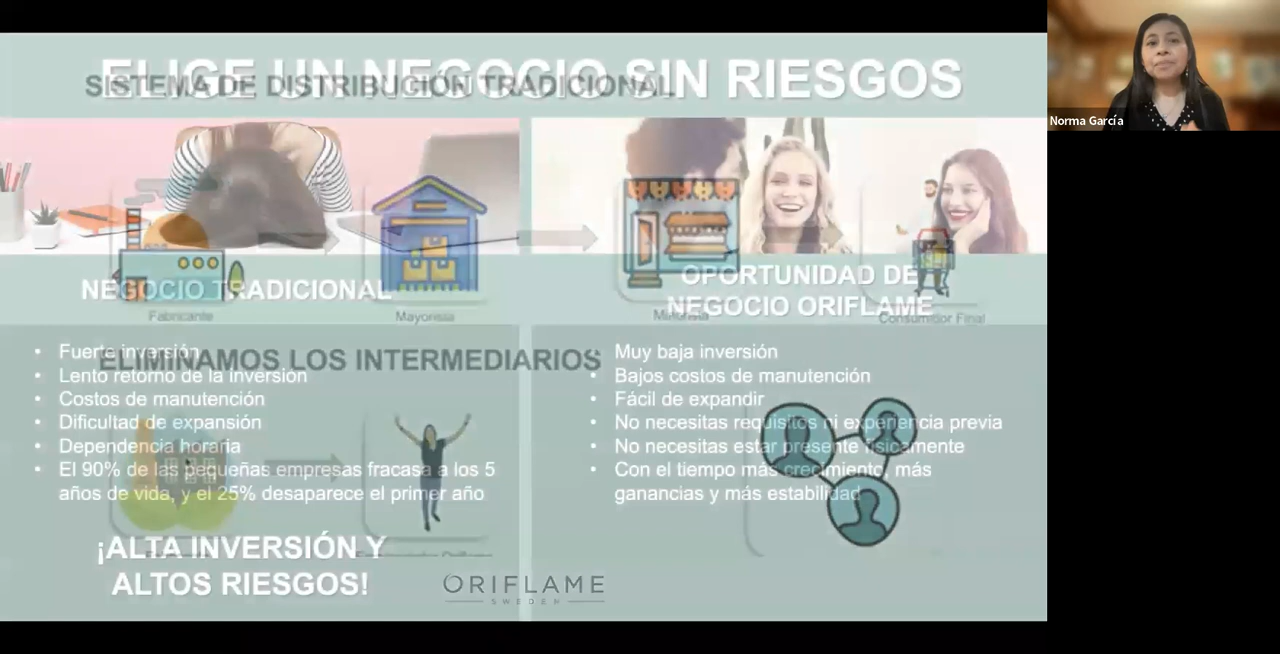 ELIGE UN NEGOCIO SIN RIESGOS
SISTEMA DE DISTRIBUCIÓN TRADICIONAL
Norma García
Fabricante
Mayorista
Minorista
Consumidor Final
NEGOCIO TRADICIONAL
OPORTUNIDAD DE
NEGOCIO ORIFLAME
ELIMINAMOS LOS INTERMEDIARIOS
• Fuerte inversión
• Lento retorno de la inversión
• Costos de manutención
• Dificultad de expansión
• Dependencia horaria
• El 90% de las pequeñas empresas fracasa a los 5
años de vida, y el 25% desaparece el primer año
• Muy baja inversión
• Bajos costos de manutención
• Fácil de expandir
• No necesitas requisitos ni experiencia previa
• No necesitas estar presente físicamente
• Con el tiempo más crecimiento, más
ganancias y más estabilidad
¡ALTA INVERSIÓN Y
ALTOS RIESGOS!
ORIFLAME
SWEDEN